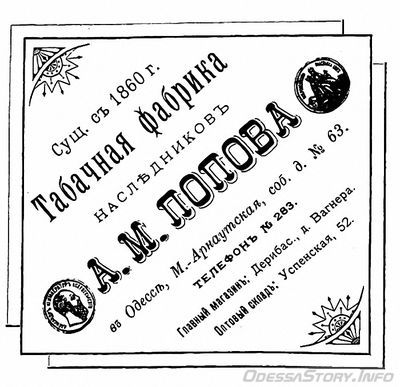 Сущ. съ 1860 г.
Табачная Фабрика
НАСЛѢДНИКОВЪ
А. М. ПОПОВА
въ Одессѣ, М.-Арнаутская, соб. д. № 63.
ТЕЛЕФОНЪ № 283.
Главный магазинъ: Дерибас., д. Вагнера.
Оптовый складъ: Успенская, 52.
OdessaStory.Info